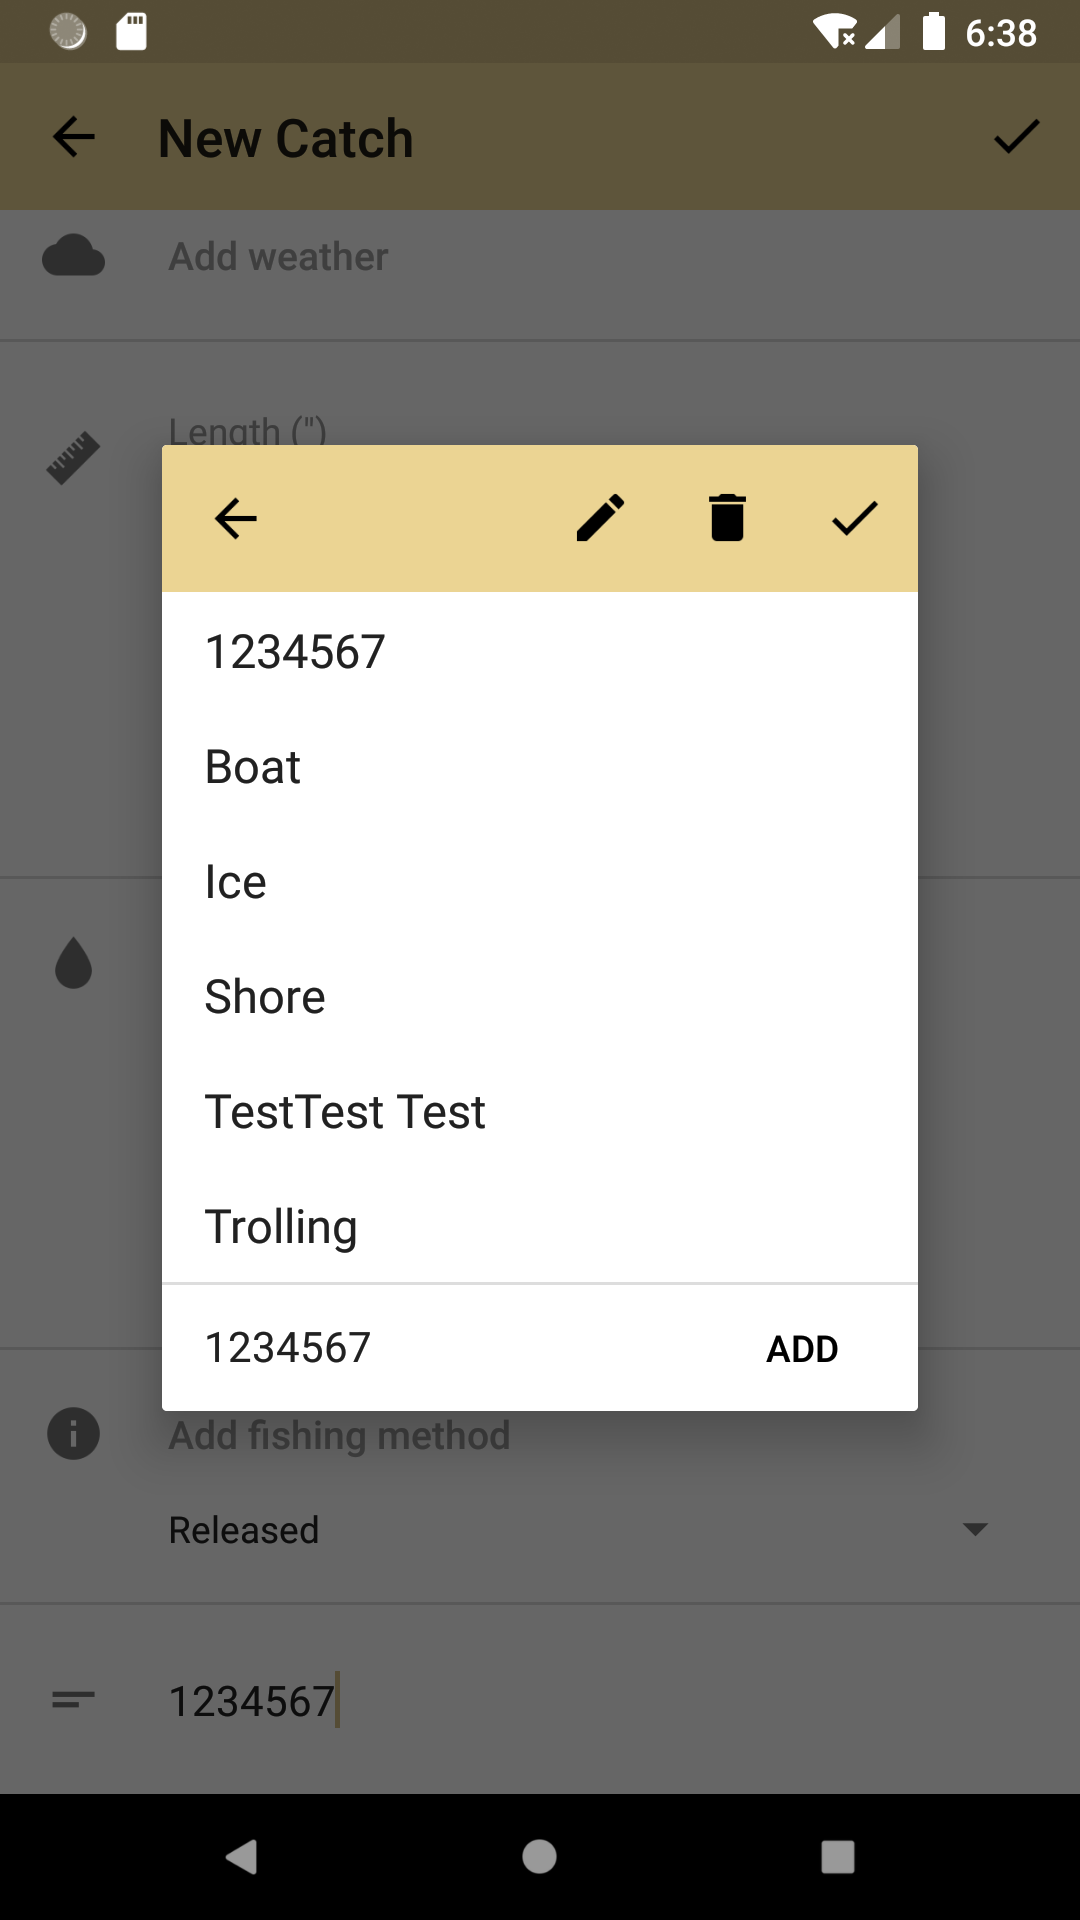 6:38
New Catch
Add weather
Length (")
1234567
Boat
Ice
Shore
TestTest Test
Trolling
1234567 ADD
Add fishing method
Released
1234567